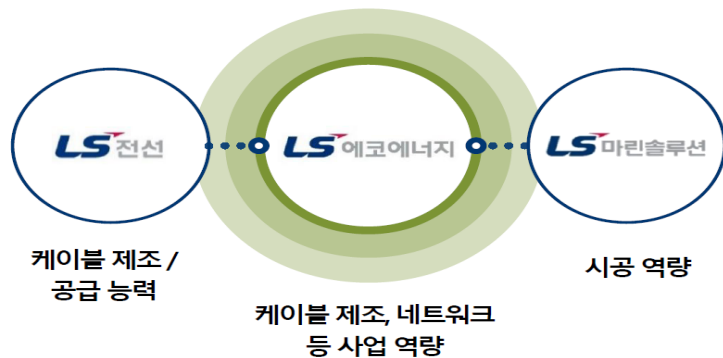 LS 전선
LS 에코에너지
LS 마린솔루션
케이블 제조 /
공급 능력
케이블 제조, 네트워크
등 사업 역량
시공 역량